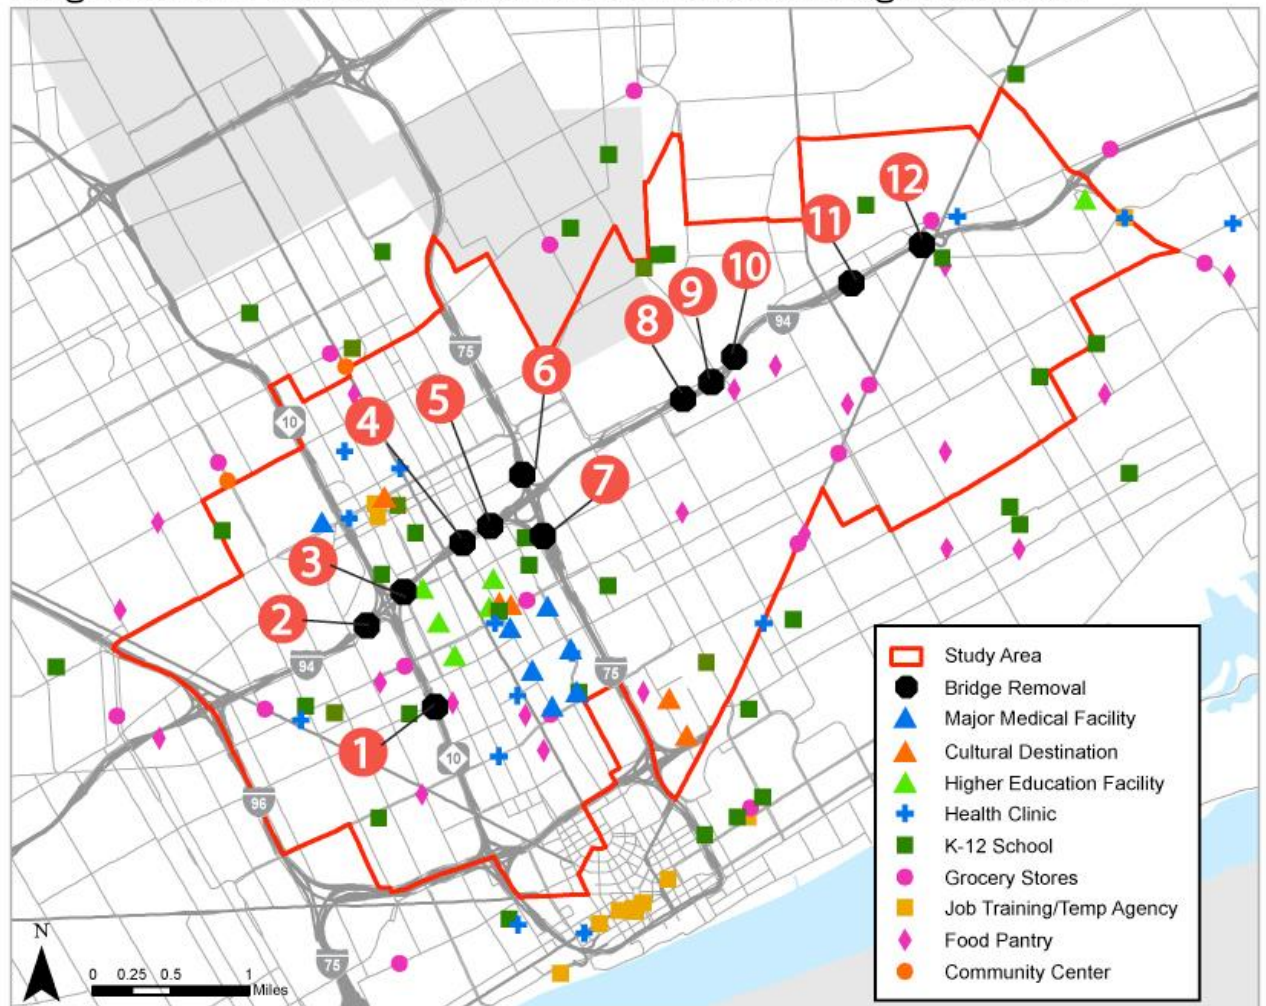 12
11
10
9
8
94
75
6
5
4
10
7
3
2
94
75
1
10
96
75
N
0 0.25 0.5 1
Miles
Study Area
Bridge Removal
Major Medical Facility
Cultural Destination
Higher Education Facility
Health Clinic
K-12 School
Grocery Stores
Job Training/Temp Agency
Food Pantry
Community Center